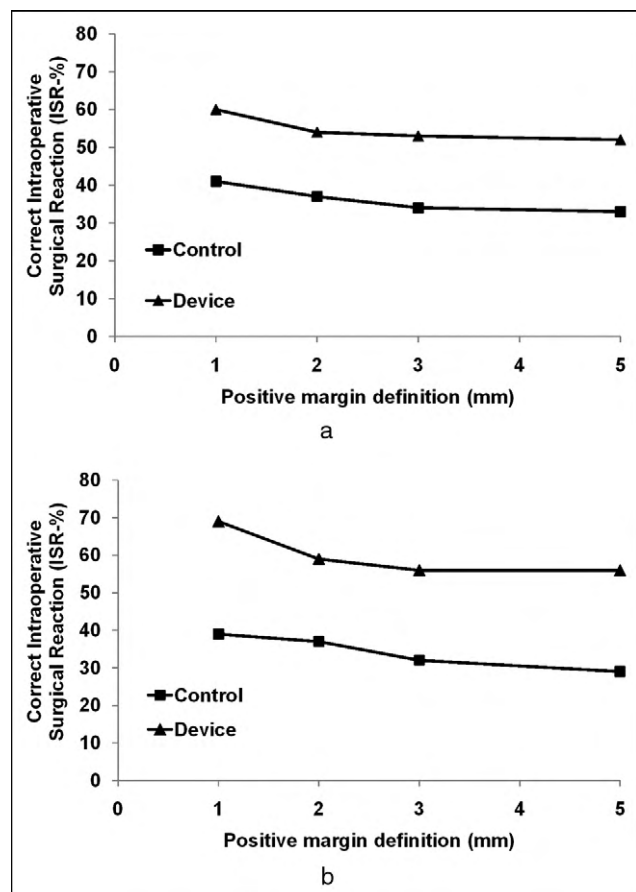 80
70
60
50
40
30
20
10
0
Correct Intraoperative
Surgical Reaction (ISR-%)
Control
Device
0 1 2 3 4 5
Positive margin definition (mm)
a
80
70
60
50
40
30
20
10
0
Correct Intraoperative
Surgical Reaction (ISR-%)
Control
Device
0 1 2 3 4 5
Positive margin definition (mm)
b